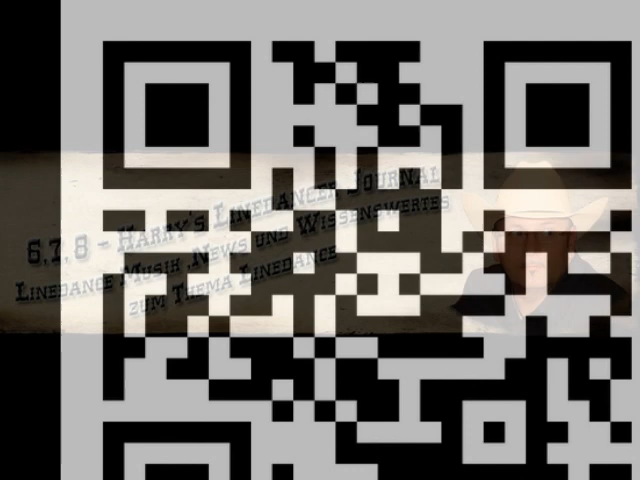 6,7,8 - Harry's Linedancer Journal
Linedance Musik ,News und Wissenswertes
zum Thema Linedance